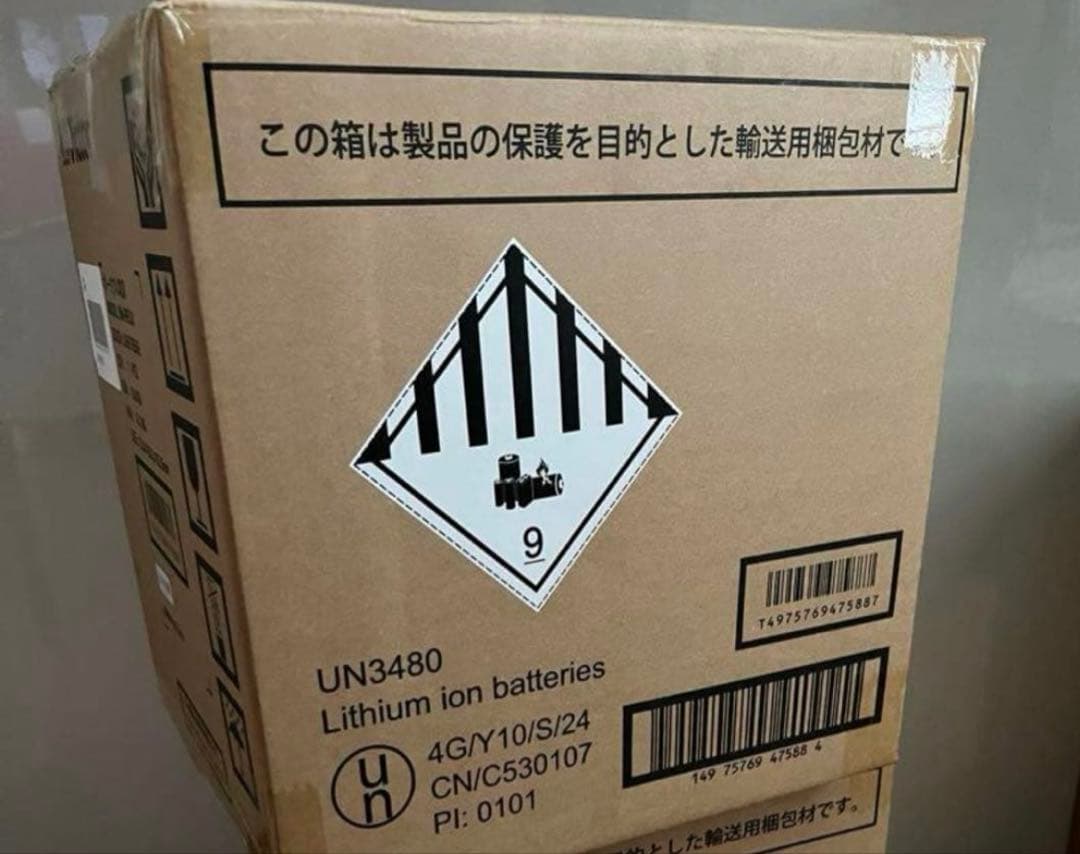 この箱は製品の保護を目的とした輸送用梱包材で
9
T4975769475887
UN3480
Lithium ion batteries
un
4G/Y10/S/24
CN/C530107
PI: 0101
149 75769 47588 4
した輸送用梱包材です。